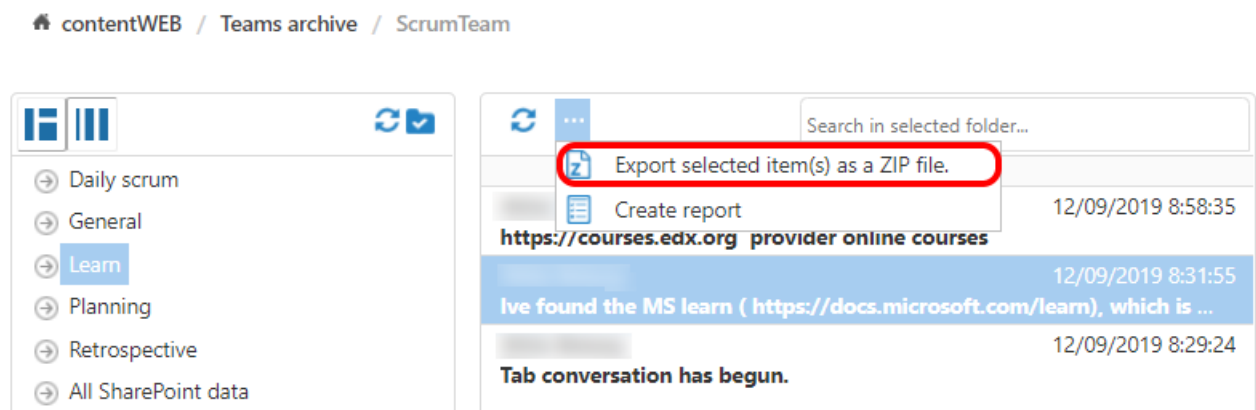 contentWEB / Teams archive / ScrumTeam
Search in selected folder...
Daily scrum
General
Learn
Planning
Retrospective
All SharePoint data
...
Export selected item(s) as a ZIP file.
Create report
12/09/2019 8:58:35
https://courses.edx.org provider online courses
12/09/2019 8:31:55
Ive found the MS learn ( https://docs.microsoft.com/learn), which is ...
12/09/2019 8:29:24
Tab conversation has begun.